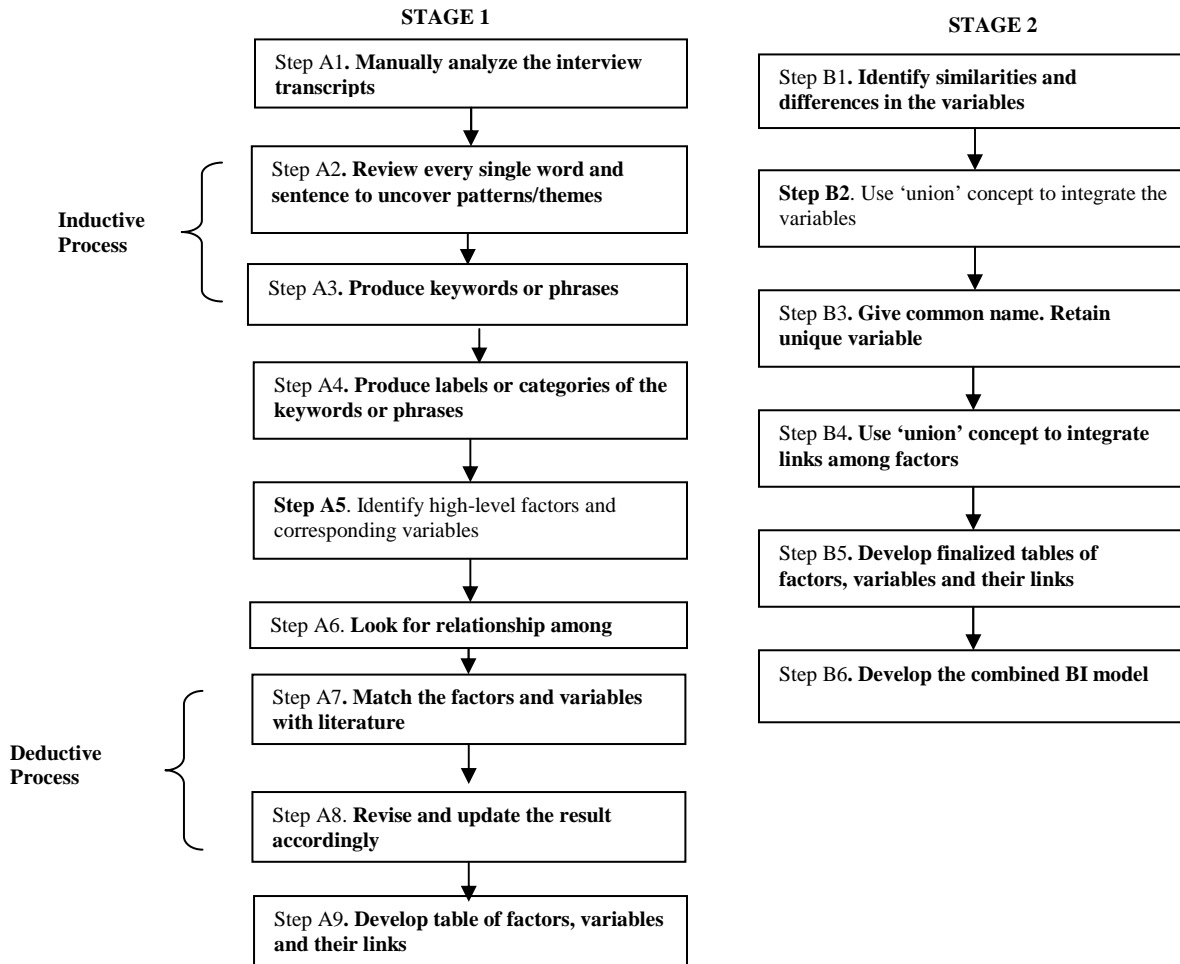 STAGE 1
Step A1. Manually analyze the interview
transcripts
Inductive
Process
Step A2. Review every single word and
sentence to uncover patterns/themes
Step A3. Produce keywords or phrases
Step A4. Produce labels or categories of the
keywords or phrases
Step A5. Identify high-level factors and
corresponding variables
Step A6. Look for relationship among
Deductive
Process
Step A7. Match the factors and variables
with literature
Step A8. Revise and update the result
accordingly
Step A9. Develop table of factors, variables
and their links
STAGE 2
Step B1. Identify similarities and
differences in the variables
Step B2. Use ‘union’ concept to integrate the
variables
Step B3. Give common name. Retain
unique variable
Step B4. Use ‘union’ concept to integrate
links among factors
Step B5. Develop finalized tables of
factors, variables and their links
Step B6. Develop the combined BI model